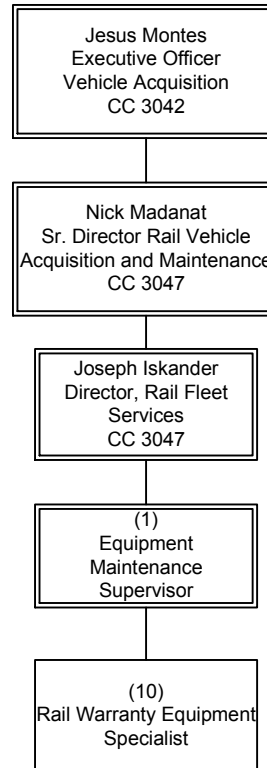 Jesus Montes
Executive Officer
Vehicle Acquisition
CC 3042
Nick Madanat
Sr. Director Rail Vehicle
Acquisition and Maintenance
CC 3047
Joseph Iskander
Director, Rail Fleet
Services
CC 3047
(1)
Equipment
Maintenance
Supervisor
(10)
Rail Warranty Equipment
Specialist